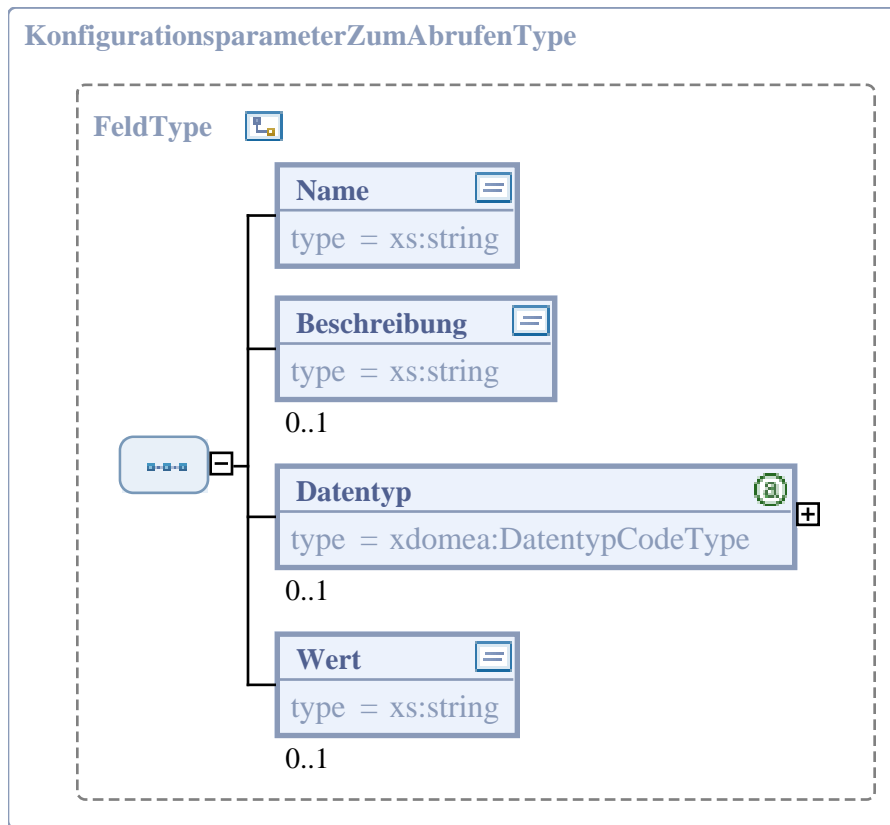 KonfigurationsparameterZumAbrufenType
FeldType
Name
type = xs:string
Beschreibung
type = xs:string
0..1
Datentyp
type = xdomea:DatentypCodeType
0..1
Wert
type = xs:string
0..1